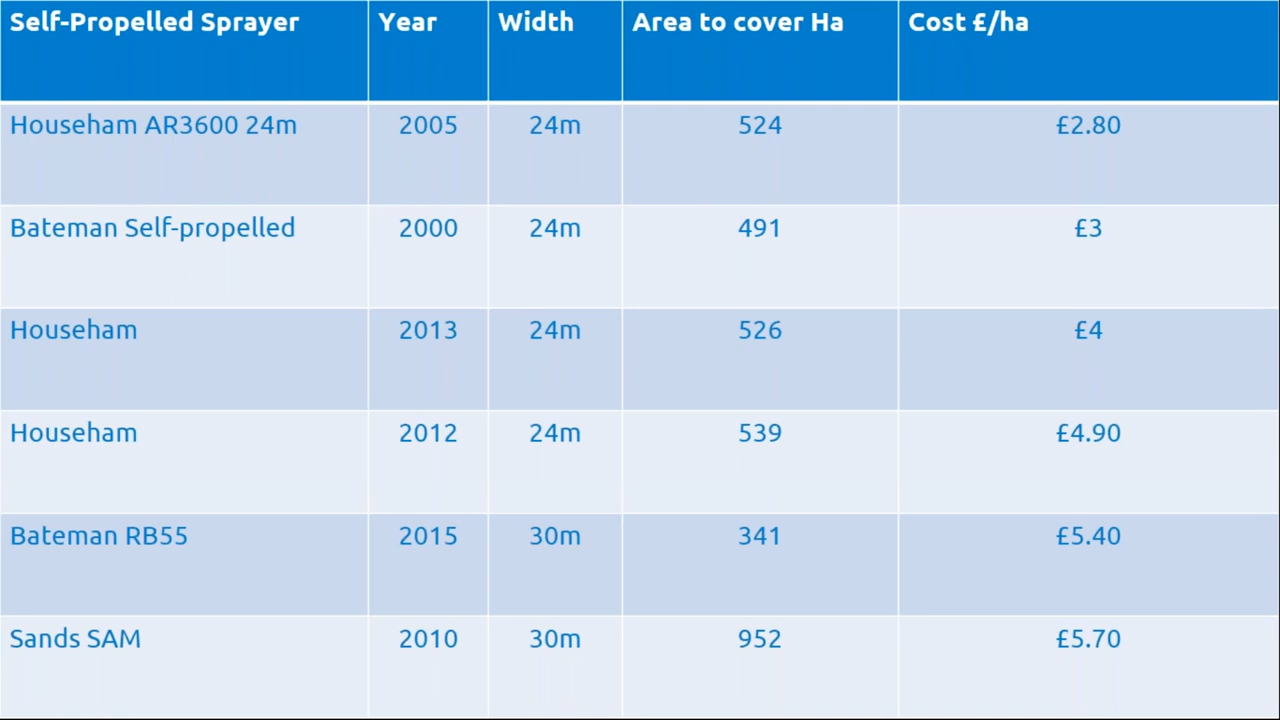 Self-Propelled Sprayer Year Width Area to cover Ha Cost £/ha
Househam AR3600 24m 2005 24m 524 £2.80
Bateman Self-propelled 2000 24m 491 £3
Househam 2013 24m 526 £4
Househam 2012 24m 539 £4.90
Bateman RB55 2015 30m 341 £5.40
Sands SAM 2010 30m 952 £5.70